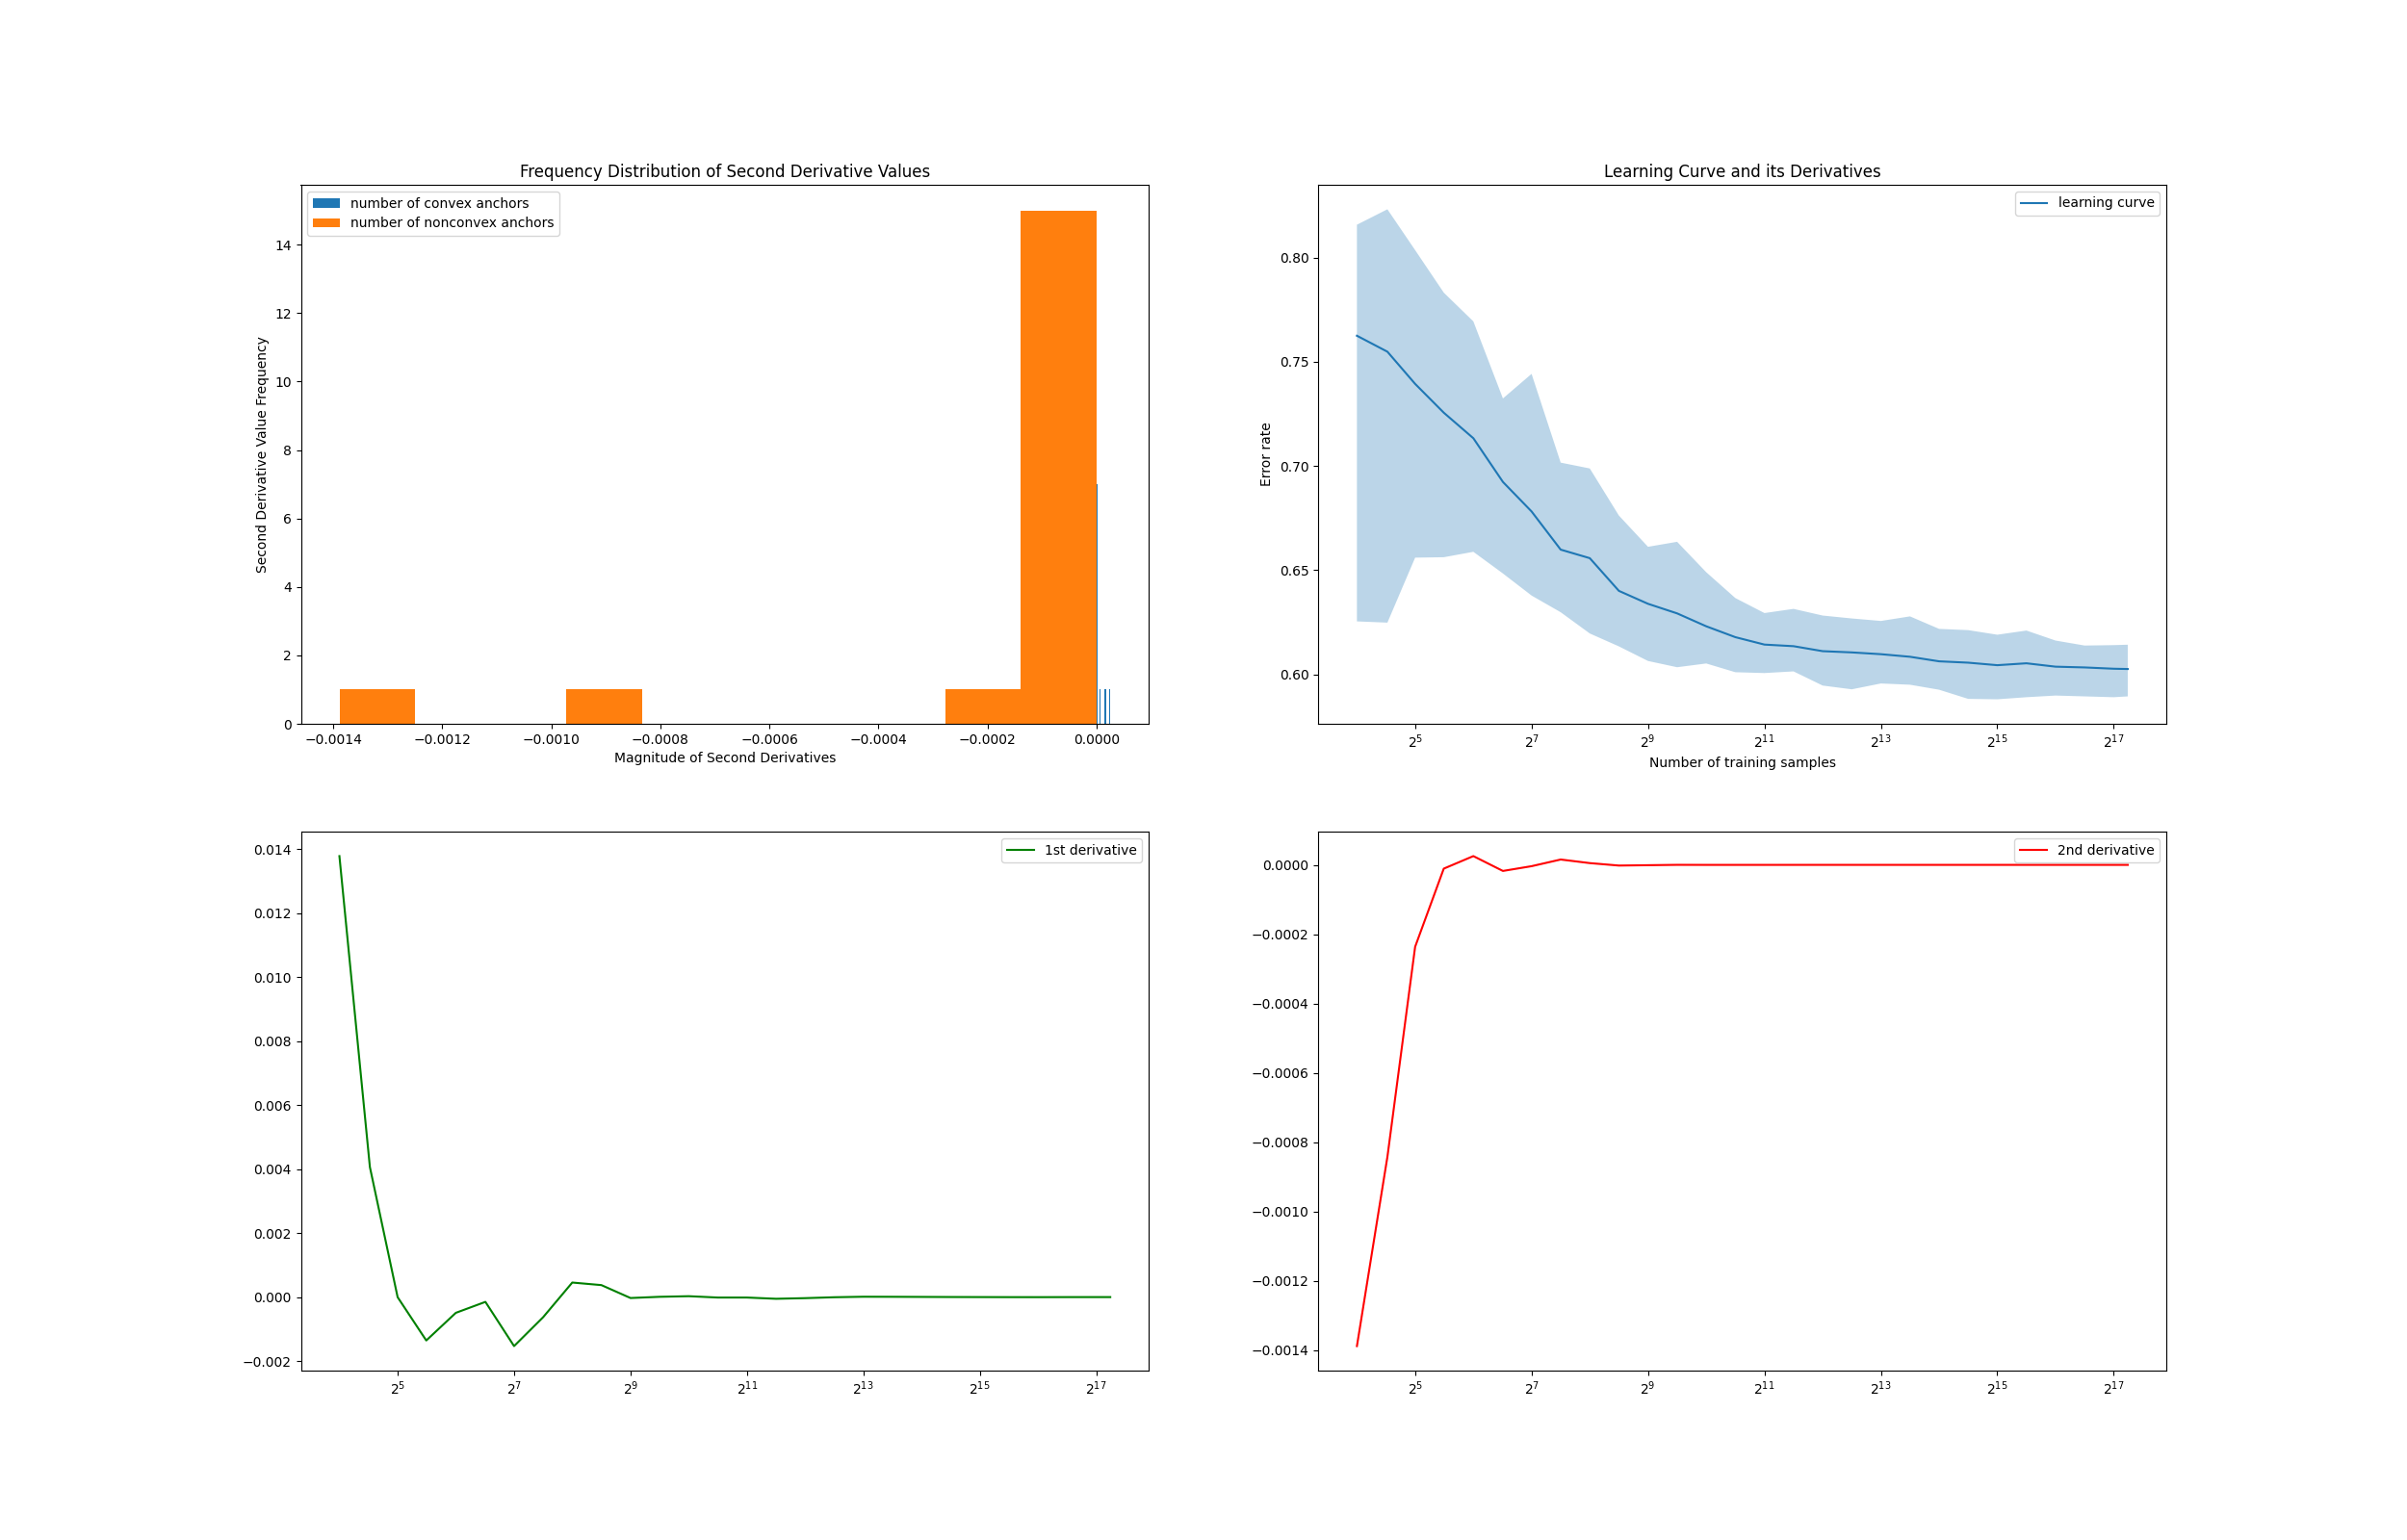 Frequency Distribution of Second Derivative Values
number of convex anchors
number of nonconvex anchors
Second Derivative Value Frequency
14
12
10
8
6
4
2
0
−0.0014 −0.0012 −0.0010 −0.0008 −0.0006 −0.0004 −0.0002 0.0000
Magnitude of Second Derivatives
Learning Curve and its Derivatives
learning curve
Error rate
0.80
0.75
0.70
0.65
0.60
2^5 2^7 2^9 2^11 2^13 2^15 2^17
Number of training samples
1st derivative
0.014
0.012
0.010
0.008
0.006
0.004
0.002
0.000
−0.002
2^5 2^7 2^9 2^11 2^13 2^15 2^17
2nd derivative
0.0000
−0.0002
−0.0004
−0.0006
−0.0008
−0.0010
−0.0012
−0.0014
2^5 2^7 2^9 2^11 2^13 2^15 2^17